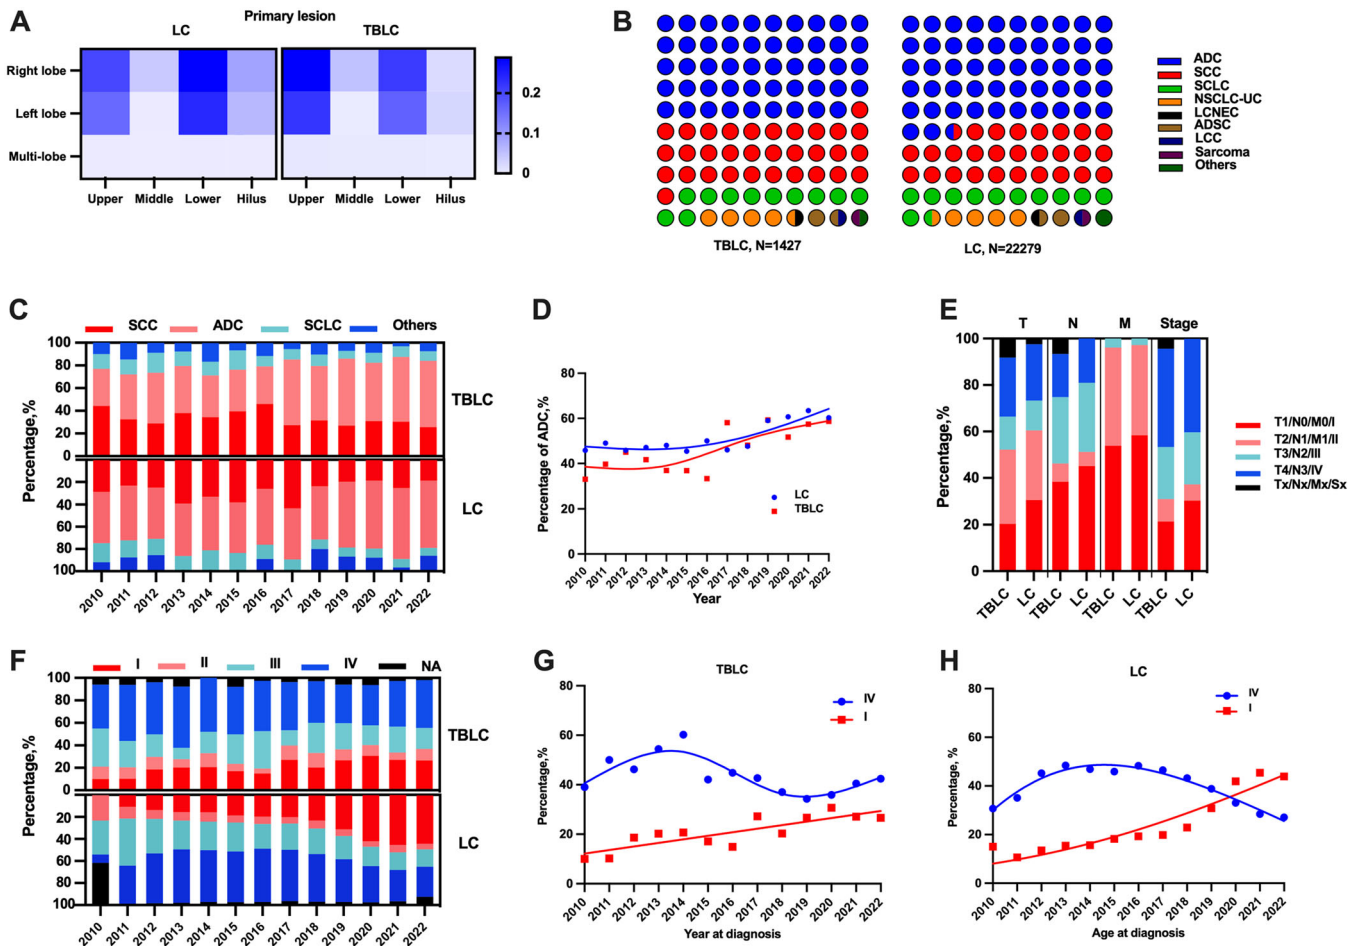 A
Primary lesion
LC
TBLC
Right lobe
Left lobe
Multi-lobe
Upper
Middle
Lower
Hilus
Upper
Middle
Lower
Hilus
0.2
0.1
0
B
TBLC, N=1427
LC, N=22279
ADC
SCC
SCLC
NSCLC-UC
LCNEC
ADSC
LCC
Sarcoma
Others
C
SCC
ADC
SCLC
Others
Percentage,%
100
80
60
40
20
0
20
40
60
80
100
TBLC
LC
2010
2011
2012
2013
2014
2015
2016
2017
2018
2019
2020
2021
2022
D
Percentage of ADC,%
80
60
40
20
0
LC
TBLC
2010
2011
2012
2013
2014
2015
2016
2017
2018
2019
2020
2021
2022
Year
E
T
N
M
Stage
Percentage,%
100
80
60
40
20
0
TBLC
LC
TBLC
LC
TBLC
LC
TBLC
LC
T1/N0/M0/I
T2/N1/M1/II
T3/N2/III
T4/N3/IV
Tx/Nx/Mx/Sx
F
I
II
III
IV
NA
Percentage,%
100
80
60
40
20
0
20
40
60
80
100
TBLC
LC
2010
2011
2012
2013
2014
2015
2016
2017
2018
2019
2020
2021
2022
G
TBLC
Percentage,%
80
60
40
20
0
IV
I
2010
2011
2012
2013
2014
2015
2016
2017
2018
2019
2020
2021
2022
Year at diagnosis
H
LC
Percentage, %
80
60
40
20
0
IV
I
2010
2011
2012
2013
2014
2015
2016
2017
2018
2019
2020
2021
2022
Age at diagnosis